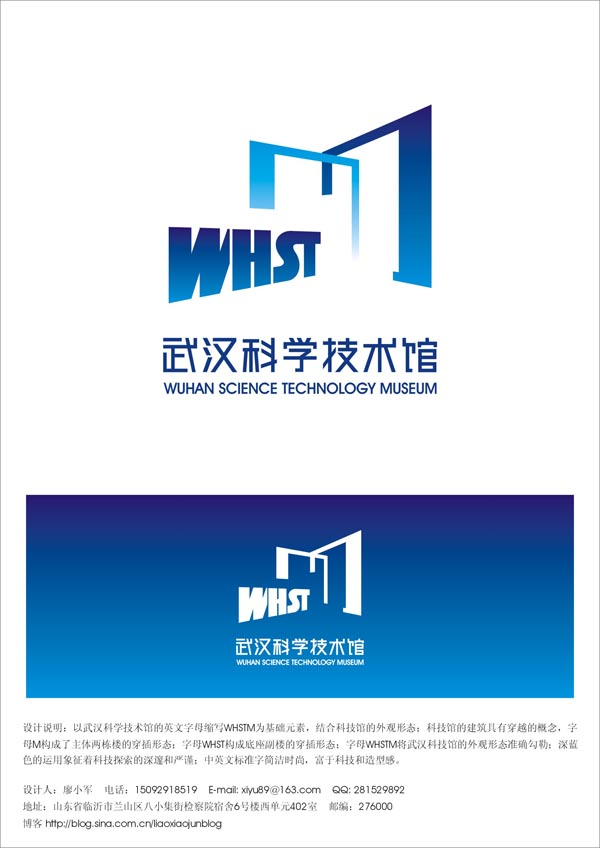 WHST
武汉科学技术馆
WUHAN SCIENCE TECHNOLOGY MUSEUM
WHST
武汉科学技术馆
WUHAN SCIENCE TECHNOLOGY MUSEUM
设计说明：以武汉科学技术馆的英文字母缩写WHSTM为基础元素，结合科技馆的外观形态；科技馆的建筑具有穿越的概念，字
母M构成了主体两栋楼的穿插形态；字母WHST构成底座副楼的穿插形态；字母WHSTM将武汉科技馆的外观形态准确勾勒；深蓝
色的运用象征着科技探索的深邃和严谨；中英文标准字简洁时尚，富于科技和造型感。
设计人：廖小军 电话：15092918519 E-mail: xiyu89@163.com QQ: 281529892
地址：山东省临沂市兰山区八小集街检察院宿舍6号楼西单元402室 邮编：276000
博客 http://blog.sina.com.cn/liaoxiaojunblog